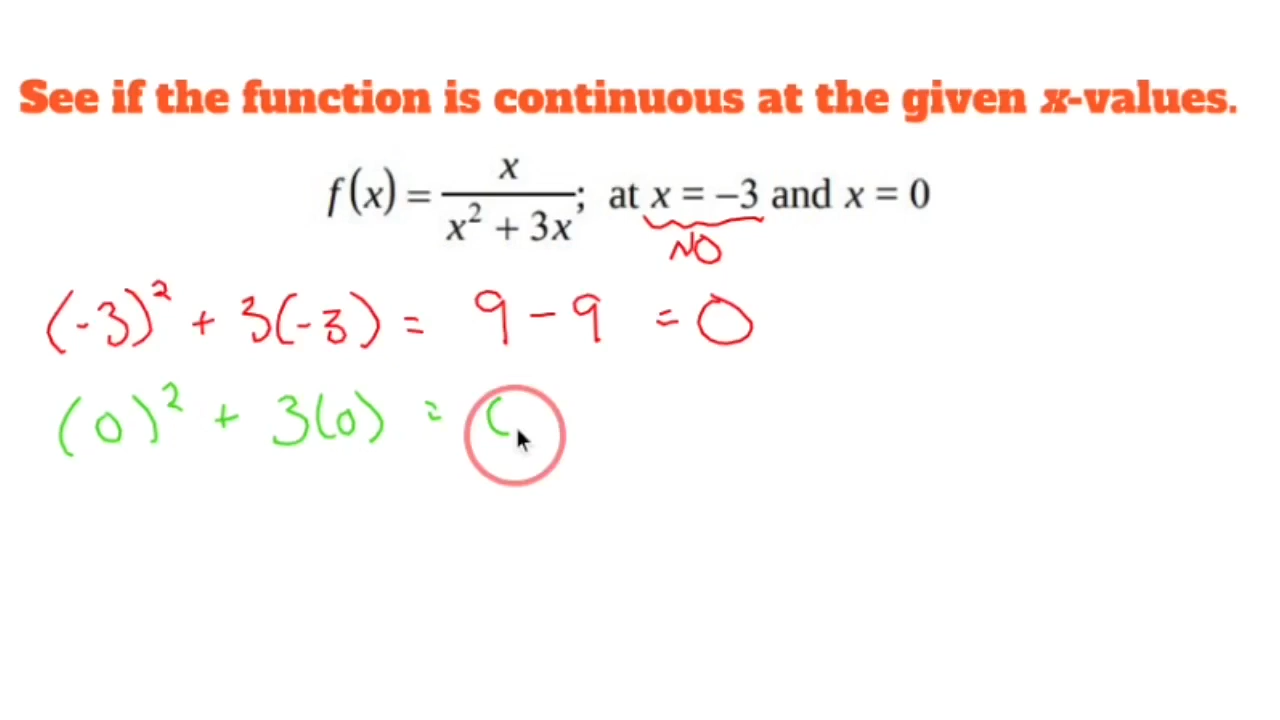 See if the function is continuous at the given x-values.
f(x) = x / (x² + 3x); at x = −3 and x = 0
NO
(-3)² + 3(-3) = 9 - 9 = 0
(0)² + 3(0) =